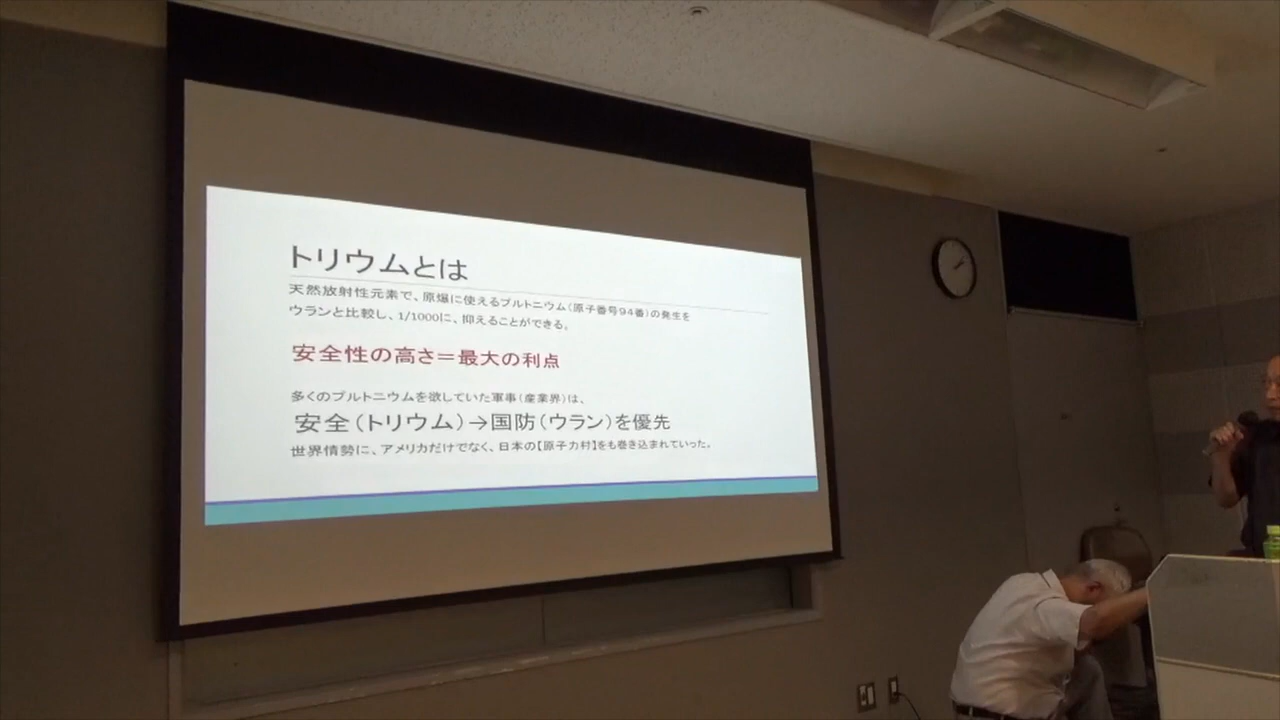 トリウムとは
天然放射性元素で、原爆に使えるプルトニウム(原子番号94番)の発生を
ウランと比較し、1/1000に、抑えることができる。
安全性の高さ=最大の利点
多くのプルトニウムを欲していた軍事(産業界)は、
安全(トリウム)→国防(ウラン)を優先
世界情勢に、アメリカだけでなく、日本の【原子力村】をも巻き込まれていった。